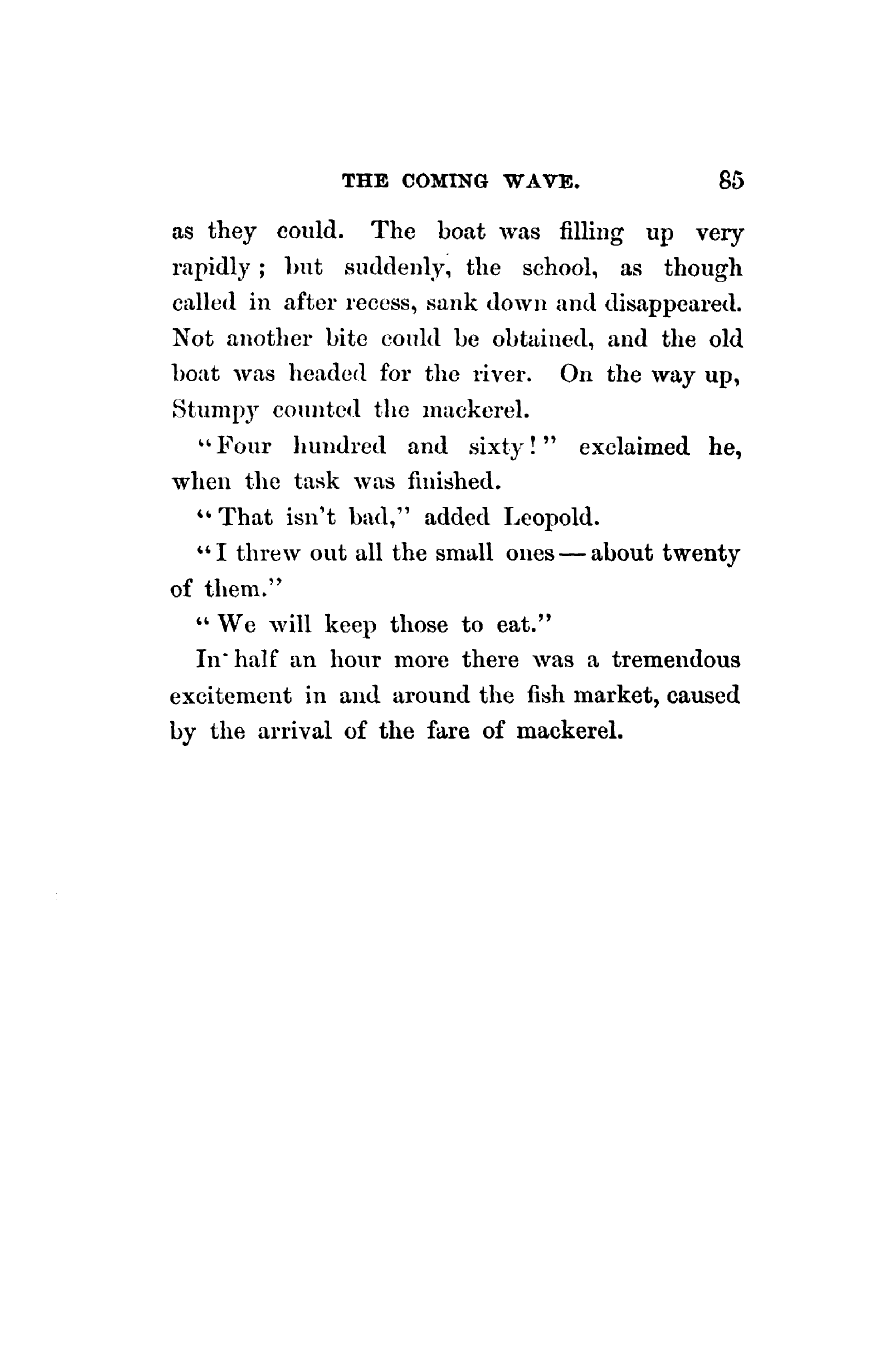 THE COMING WAVE. 85
as they could. The boat was filling up very
rapidly ; but suddenly, the school, as though
called in after recess, sank down and disappeared.
Not another bite could be obtained, and the old
boat was headed for the river. On the way up,
Stumpy counted the mackerel.
“Four hundred and sixty!” exclaimed he,
when the task was finished.
“That isn’t bad,” added Leopold.
“I threw out all the small ones — about twenty
of them.”
“We will keep those to eat.”
In half an hour more there was a tremendous
excitement in and around the fish market, caused
by the arrival of the fare of mackerel.